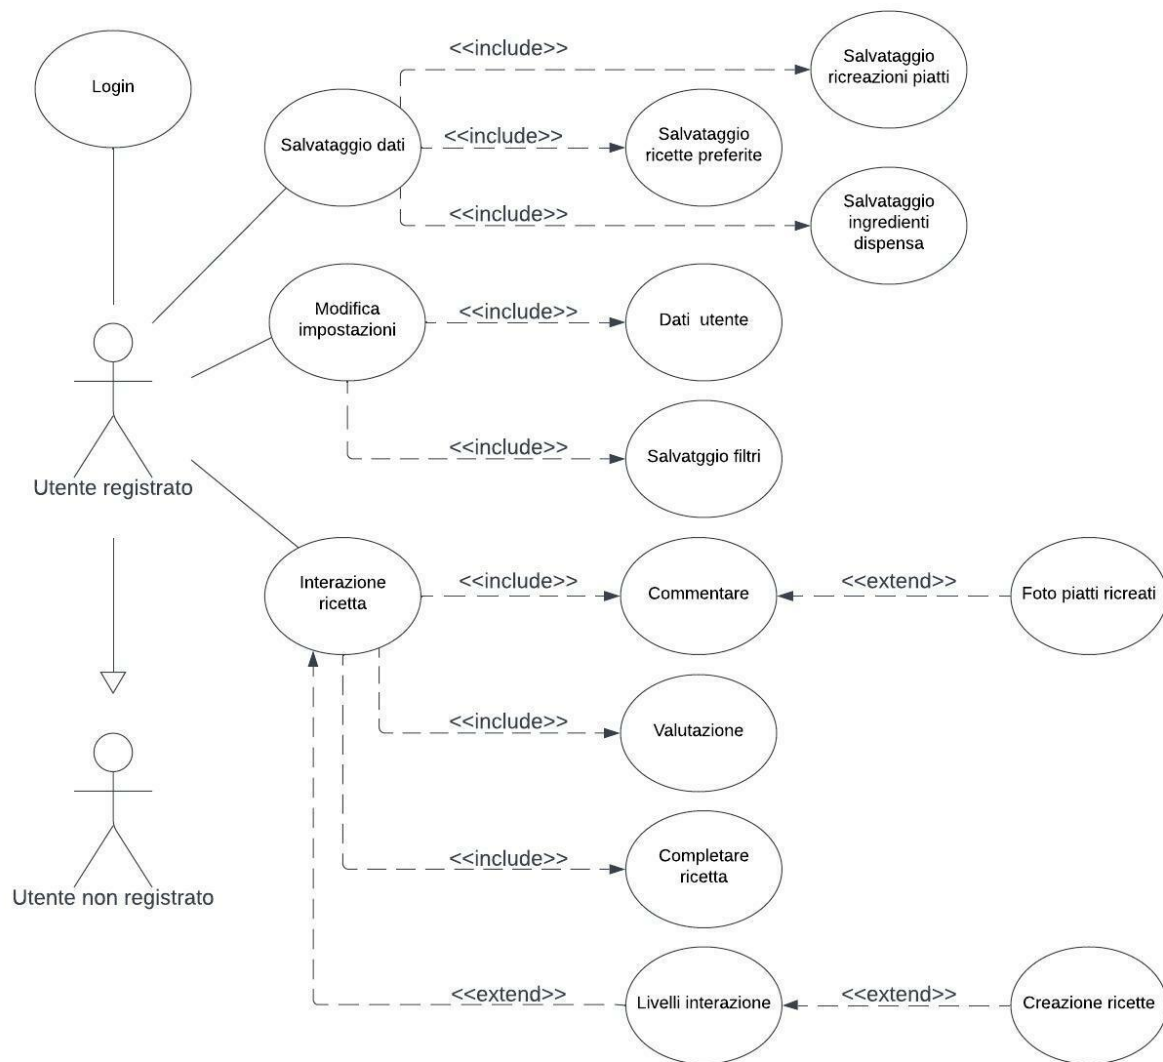 <<include>>
Salvataggio
ricreazioni piatti
Login
Salvataggio dati
<<include>>
Salvataggio
ricette preferite
<<include>>
Salvataggio
ingredienti
dispensa
Modifica
impostazioni
<<include>>
Dati utente
<<include>>
Salvatggio filtri
Utente registrato
Interazione
ricetta
<<include>>
Commentare
<<extend>>
Foto piatti ricreati
<<include>>
Valutazione
<<include>>
Completare
ricetta
Utente non registrato
<<extend>>
Livelli interazione
<<extend>>
Creazione ricette